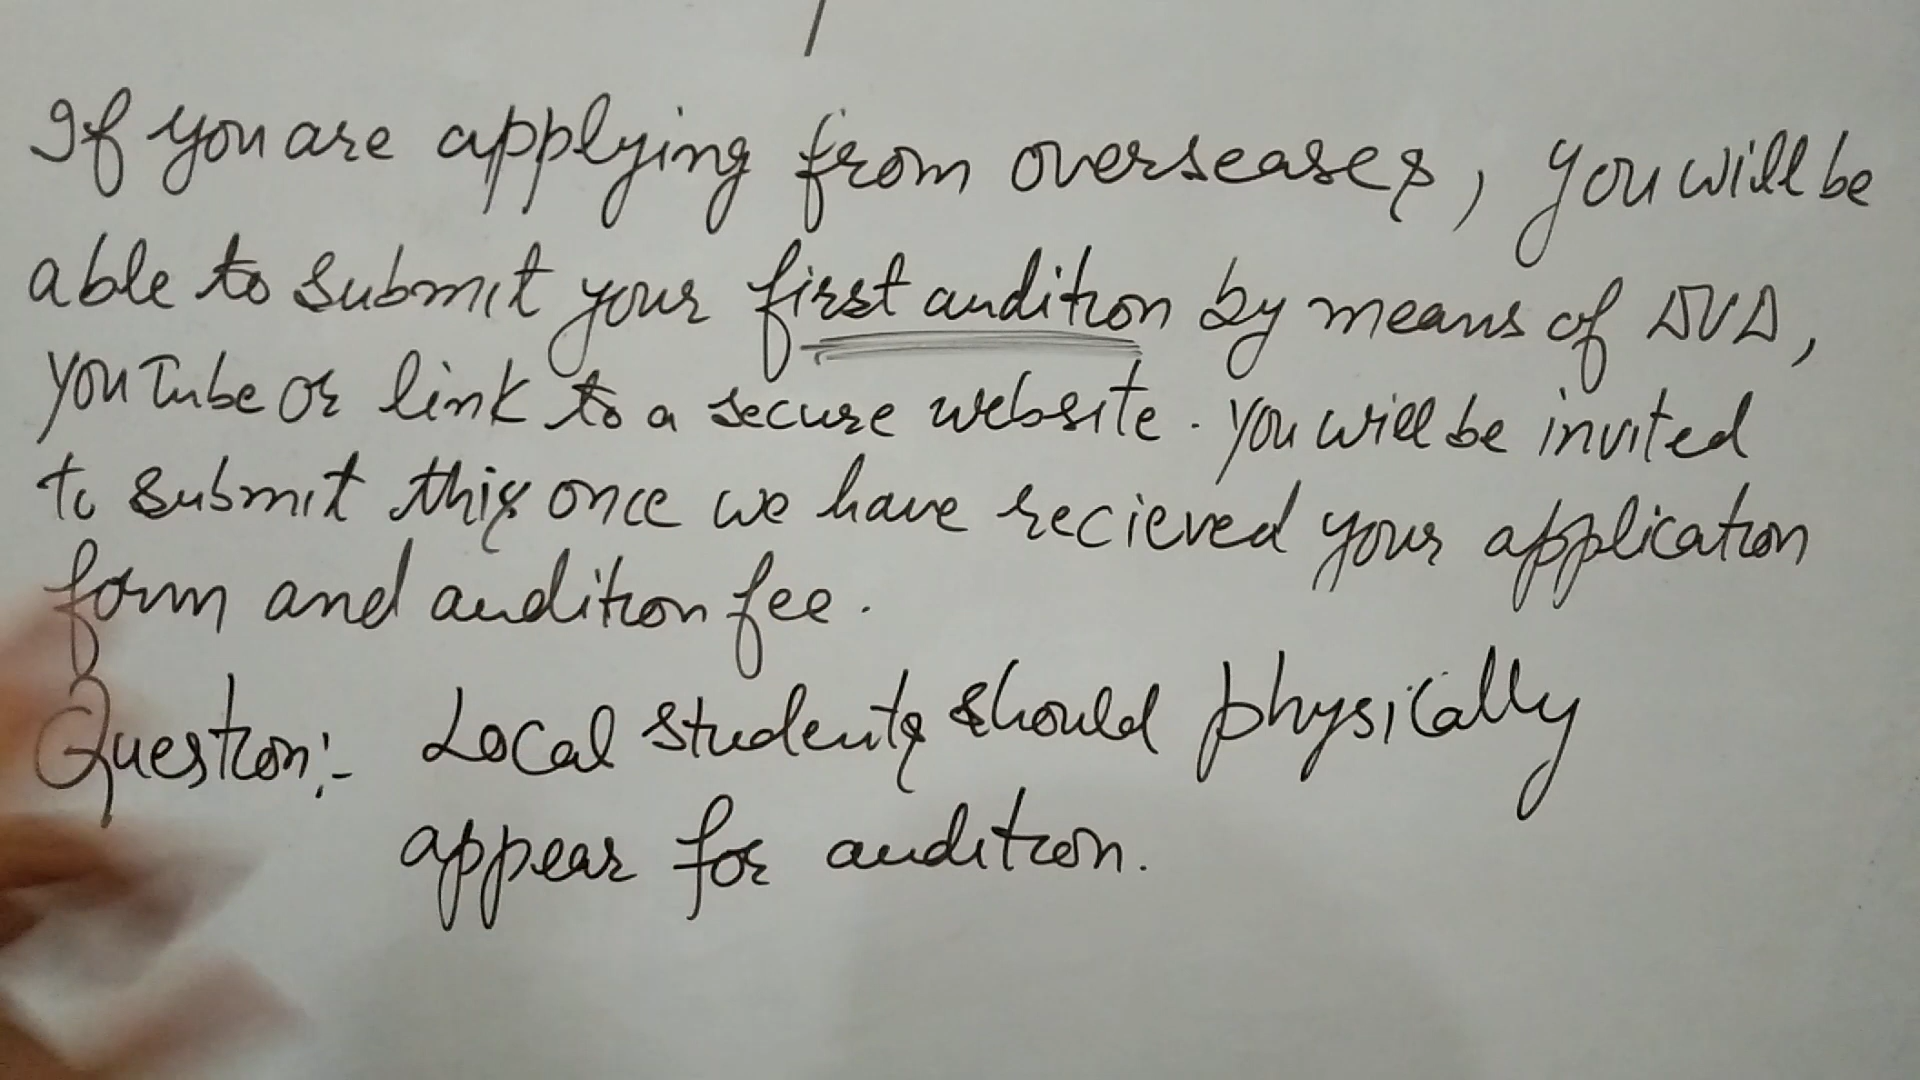 If you are applying from overseases, you will be
able to submit your first audition by means of DVD,
YouTube or link to a secure website. You will be invited
to submit this once we have recieved your application
form and audition fee.
Question:- Local students should physically
appear for audition.